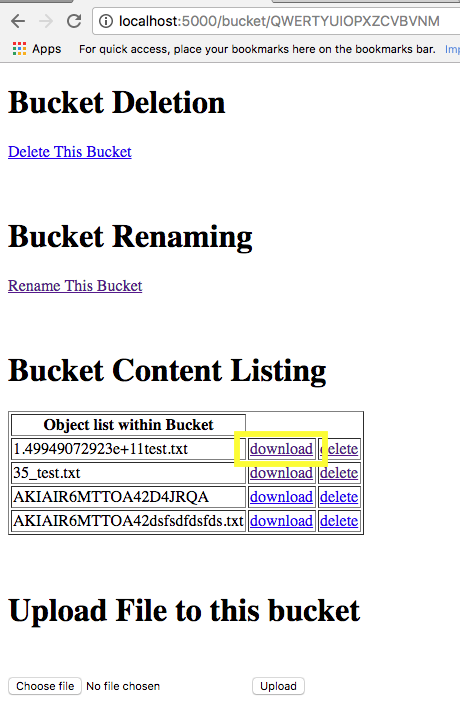 localhost:5000/bucket/QWERTYUIOPXZCVBVNM
Apps For quick access, place your bookmarks here on the bookmarks bar.
Bucket Deletion
Delete This Bucket
Bucket Renaming
Rename This Bucket
Bucket Content Listing
Object list within Bucket
1.49949072923e+11test.txt download delete
35_test.txt download delete
AKIAIR6MTTOA42D4JRQA download delete
AKIAIR6MTTOA42dsfsdfdsfds.txt download delete
Upload File to this bucket
Choose file No file chosen Upload